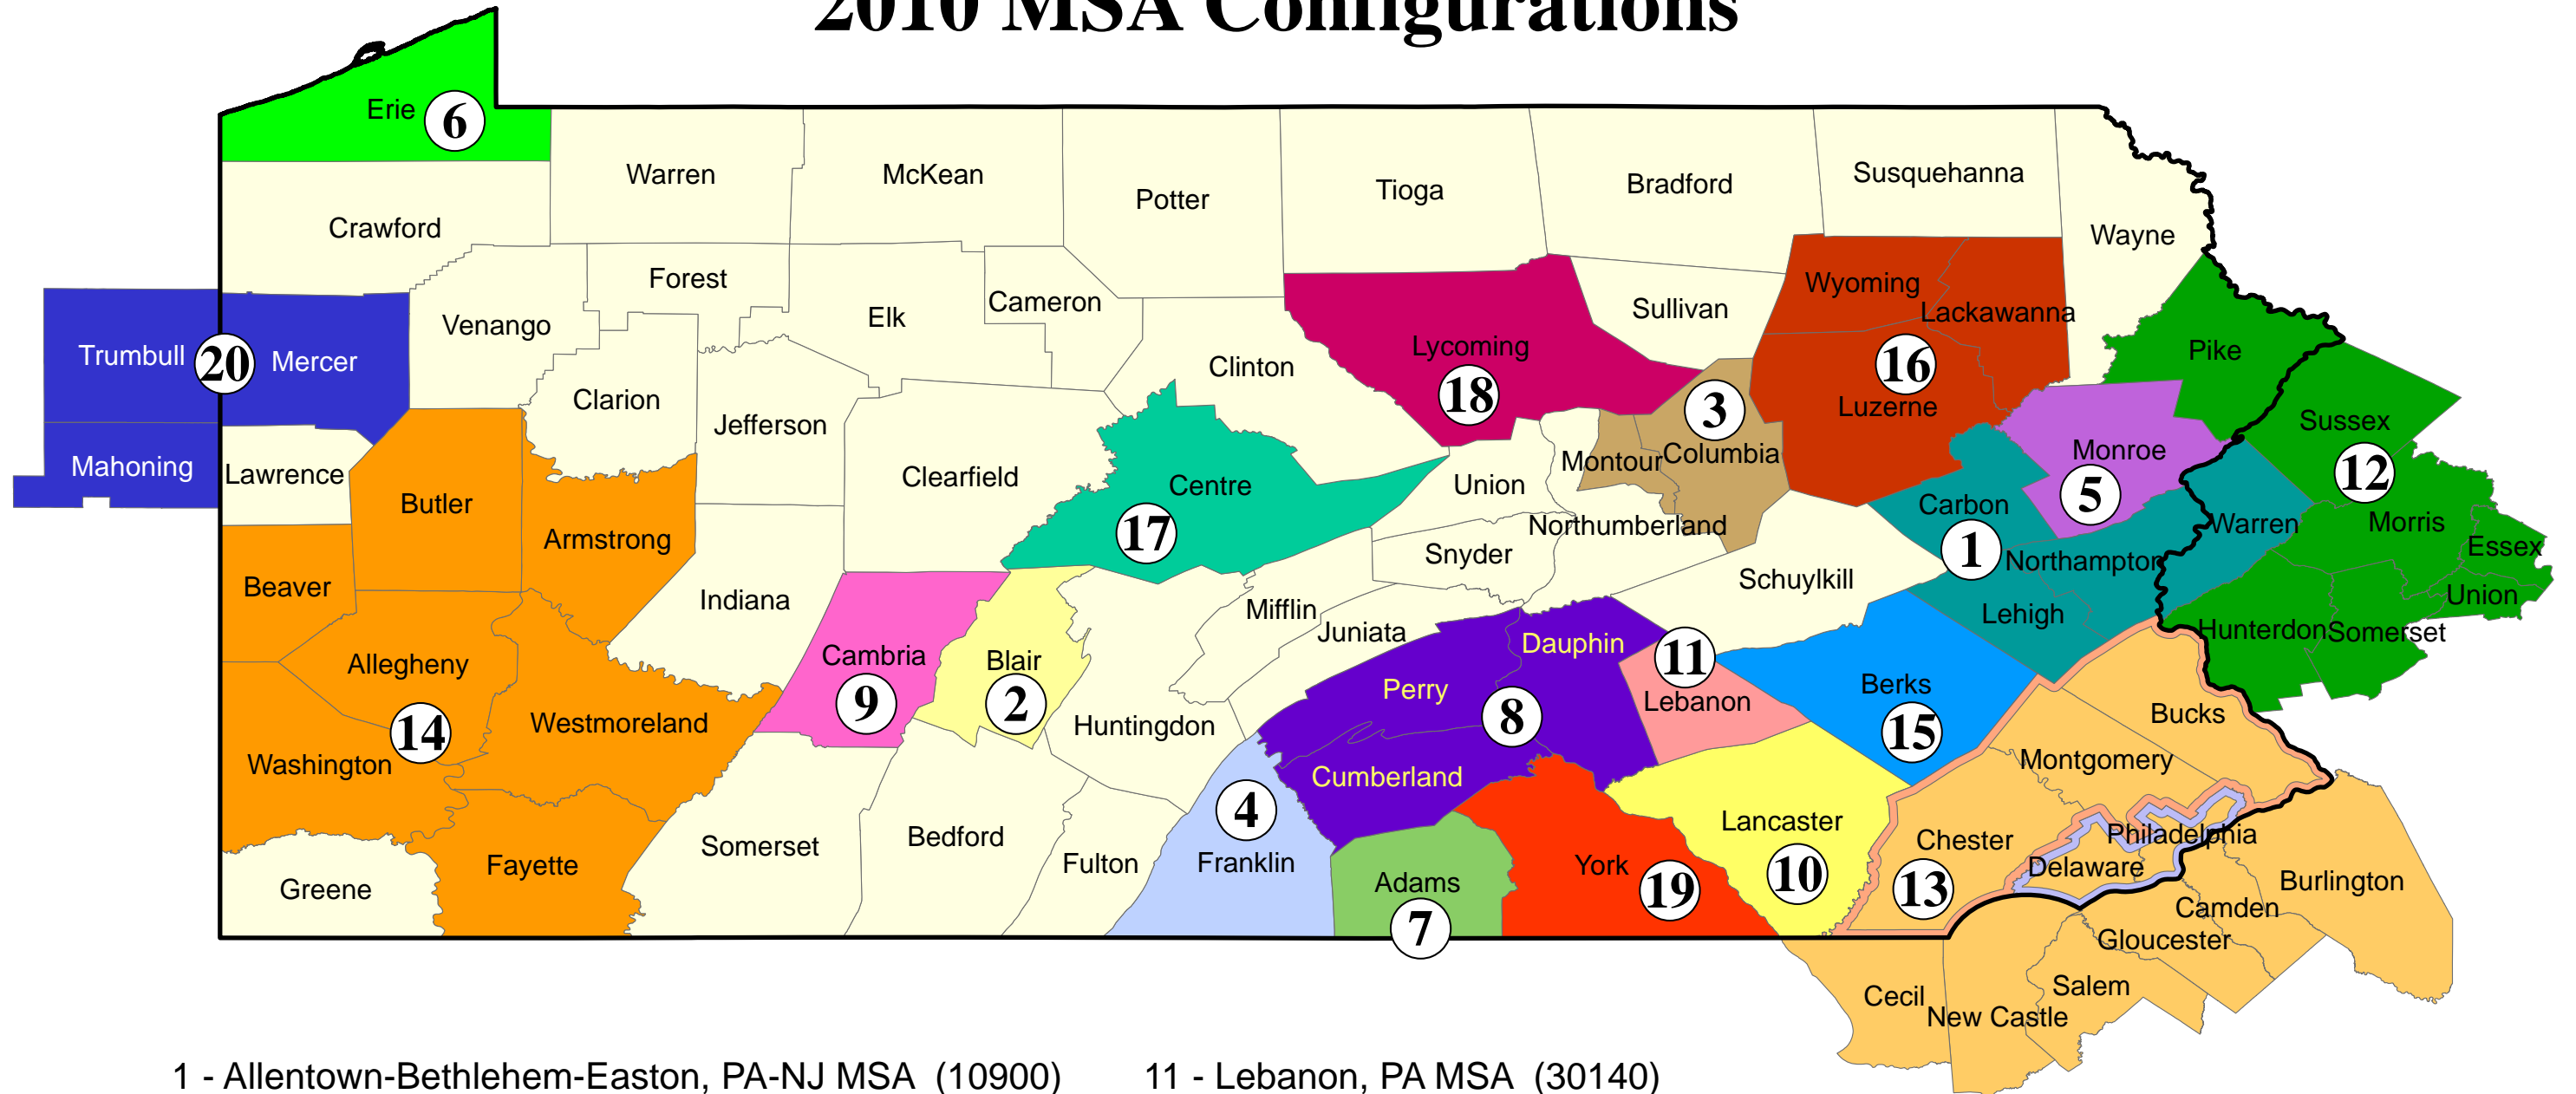 2010 MSA Configurations
Erie
6
Warren
McKean
Potter
Tioga
Bradford
Susquehanna
Wayne
Crawford
Forest
Cameron
Elk
Venango
Sullivan
Wyoming
Lackawanna
Pike
Trumbull
20
Mercer
Clinton
Lycoming
18
16
Luzerne
Clarion
Jefferson
3
Columbia
Montour
Sussex
12
Monroe
5
Mahoning
Lawrence
Butler
Armstrong
Clearfield
Centre
17
Union
Northumberland
Snyder
Carbon
1
Northampton
Warren
Morris
Essex
Union
Beaver
Indiana
Mifflin
Juniata
Schuylkill
Lehigh
Hunterdon
Somerset
Allegheny
14
Washington
Westmoreland
Cambria
9
Blair
2
Huntingdon
Perry
Dauphin
8
Cumberland
11
Lebanon
Berks
15
Bucks
Montgomery
Greene
Fayette
Somerset
Bedford
Fulton
4
Franklin
Adams
7
York
19
Lancaster
10
Chester
13
Philadelphia
Delaware
Burlington
Camden
Gloucester
Salem
Cecil
New Castle
1 - Allentown-Bethlehem-Easton, PA-NJ MSA (10900)
11 - Lebanon, PA MSA (30140)